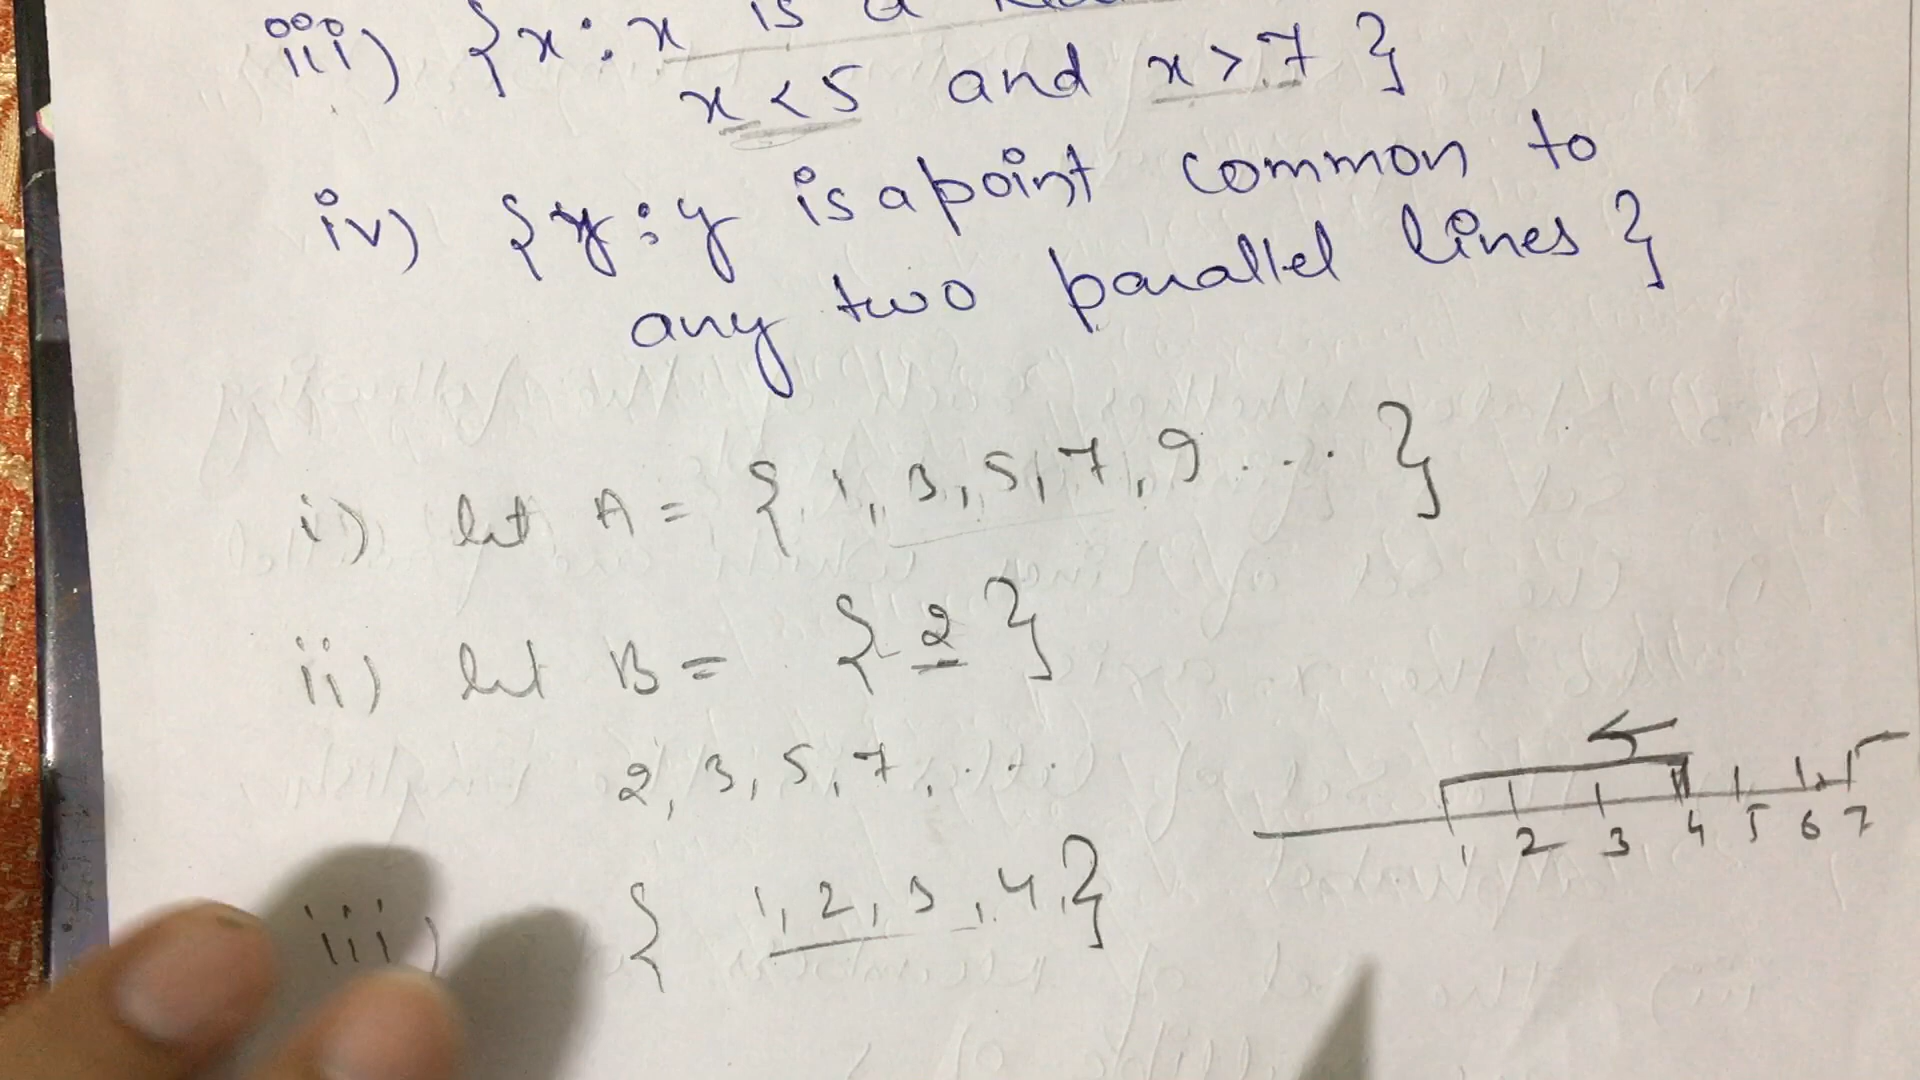 iii) {x : x is a
x < 5 and x > 7 }
iv) {y : y is a point common to
any two parallel lines }
i) let A = { 1, 3, 5, 7, 9 ... }
ii) let B = { 2 }
2, 3, 5, 7, ....
iii) { 1, 2, 3, 4, }
1 2 3 4 5 6 7